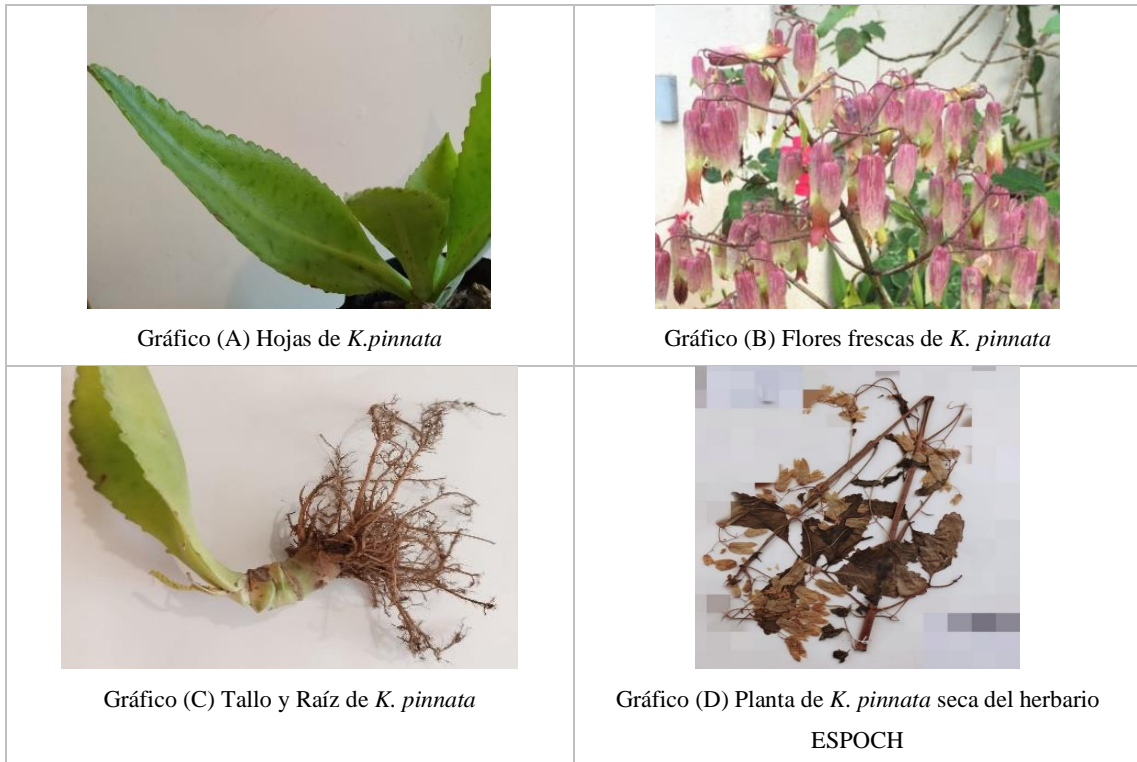 Gráfico (A) Hojas de K.pinnata
Gráfico (B) Flores frescas de K. pinnata
Gráfico (C) Tallo y Raíz de K. pinnata
Gráfico (D) Planta de K. pinnata seca del herbario
ESPOCH